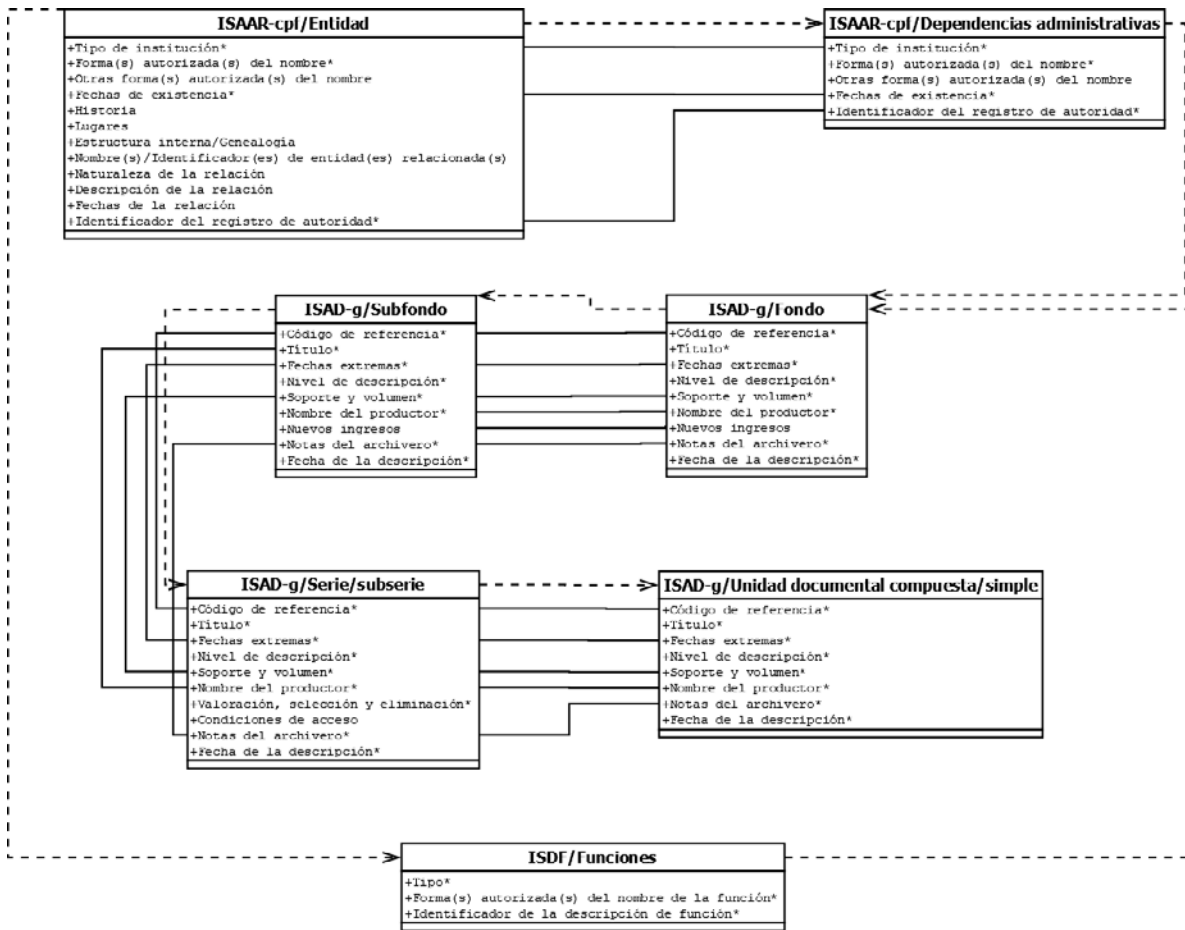 ISAAR-cpf/Entidad
+Tipo de institución*
+Forma(s) autorizada(s) del nombre*
+Otras forma(s) autorizada(s) del nombre
+Fechas de existencia*
+Historia
+Lugares
+Estructura interna/Genealogía
+Nombre(s)/Identificador(es) de entidad(es) relacionada(s)
+Naturaleza de la relación
+Descripción de la relación
+Fechas de la relación
+Identificador del registro de autoridad*
ISAAR-cpf/Dependencias administrativas
+Tipo de institución*
+Forma(s) autorizada(s) del nombre*
+Otras forma(s) autorizada(s) del nombre
+Fechas de existencia*
+Identificador del registro de autoridad*
ISAD-g/Subfondo
+Código de referencia*
+Título*
+Fechas extremas*
+Nivel de descripción*
+Soporte y volumen*
+Nombre del productor*
+Nuevos ingresos
+Notas del archivero*
+Fecha de la descripción*
ISAD-g/Fondo
+Código de referencia*
+Título*
+Fechas extremas*
+Nivel de descripción*
+Soporte y volumen*
+Nombre del productor*
+Nuevos ingresos
+Notas del archivero*
+Fecha de la descripción*
ISAD-g/Serie/subserie
+Código de referencia*
+Título*
+Fechas extremas*
+Nivel de descripción*
+Soporte y volumen*
+Nombre del productor*
+Valoración, selección y eliminación*
+Condiciones de acceso
+Notas del archivero*
+Fecha de la descripción*
ISAD-g/Unidad documental compuesta/simple
+Código de referencia*
+Título*
+Fechas extremas*
+Nivel de descripción*
+Soporte y volumen*
+Nombre del productor*
+Notas del archivero*
+Fecha de la descripción*
ISDF/Funciones
+Tipo*
+Forma(s) autorizada(s) del nombre de la función*
+Identificador de la descripción de función*